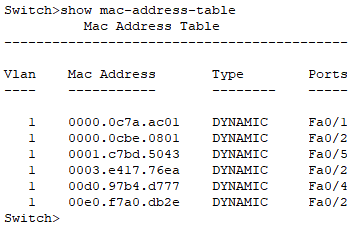 Switch>show mac-address-table
          Mac Address Table
-------------------------------------------

Vlan    Mac Address       Type        Ports
----    -----------       --------    -----

   1    0000.0c7a.ac01    DYNAMIC     Fa0/1
   1    0000.0cbe.0801    DYNAMIC     Fa0/2
   1    0001.c7bd.5043    DYNAMIC     Fa0/5
   1    0003.e417.76ea    DYNAMIC     Fa0/2
   1    00d0.97b4.d777    DYNAMIC     Fa0/4
   1    00e0.f7a0.db2e    DYNAMIC     Fa0/2
Switch>